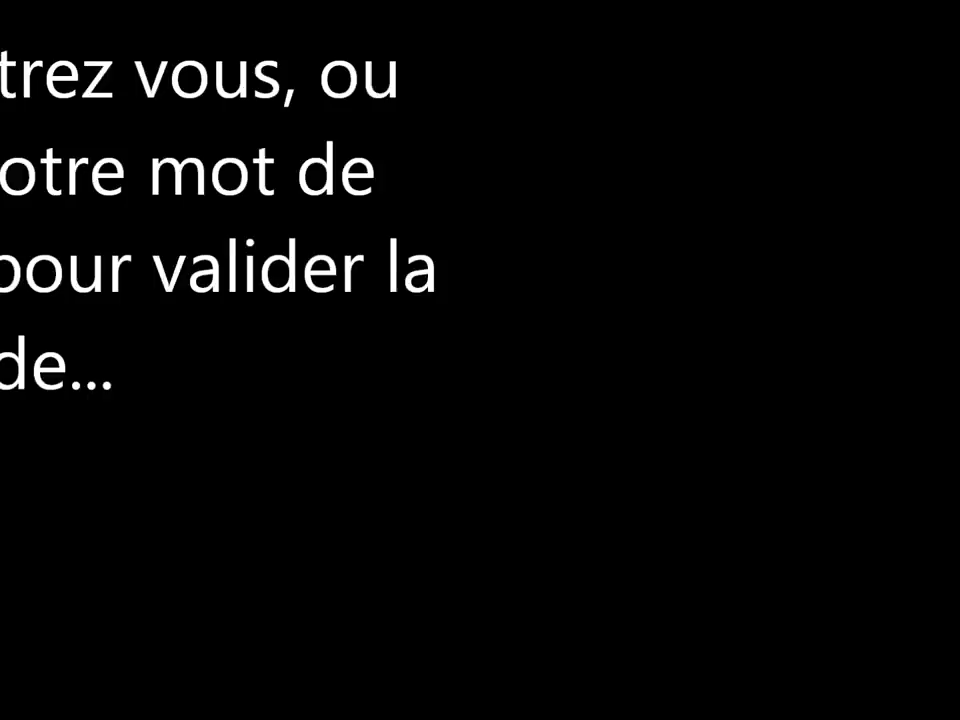 trez vous, ou
otre mot de
pour valider la
de...